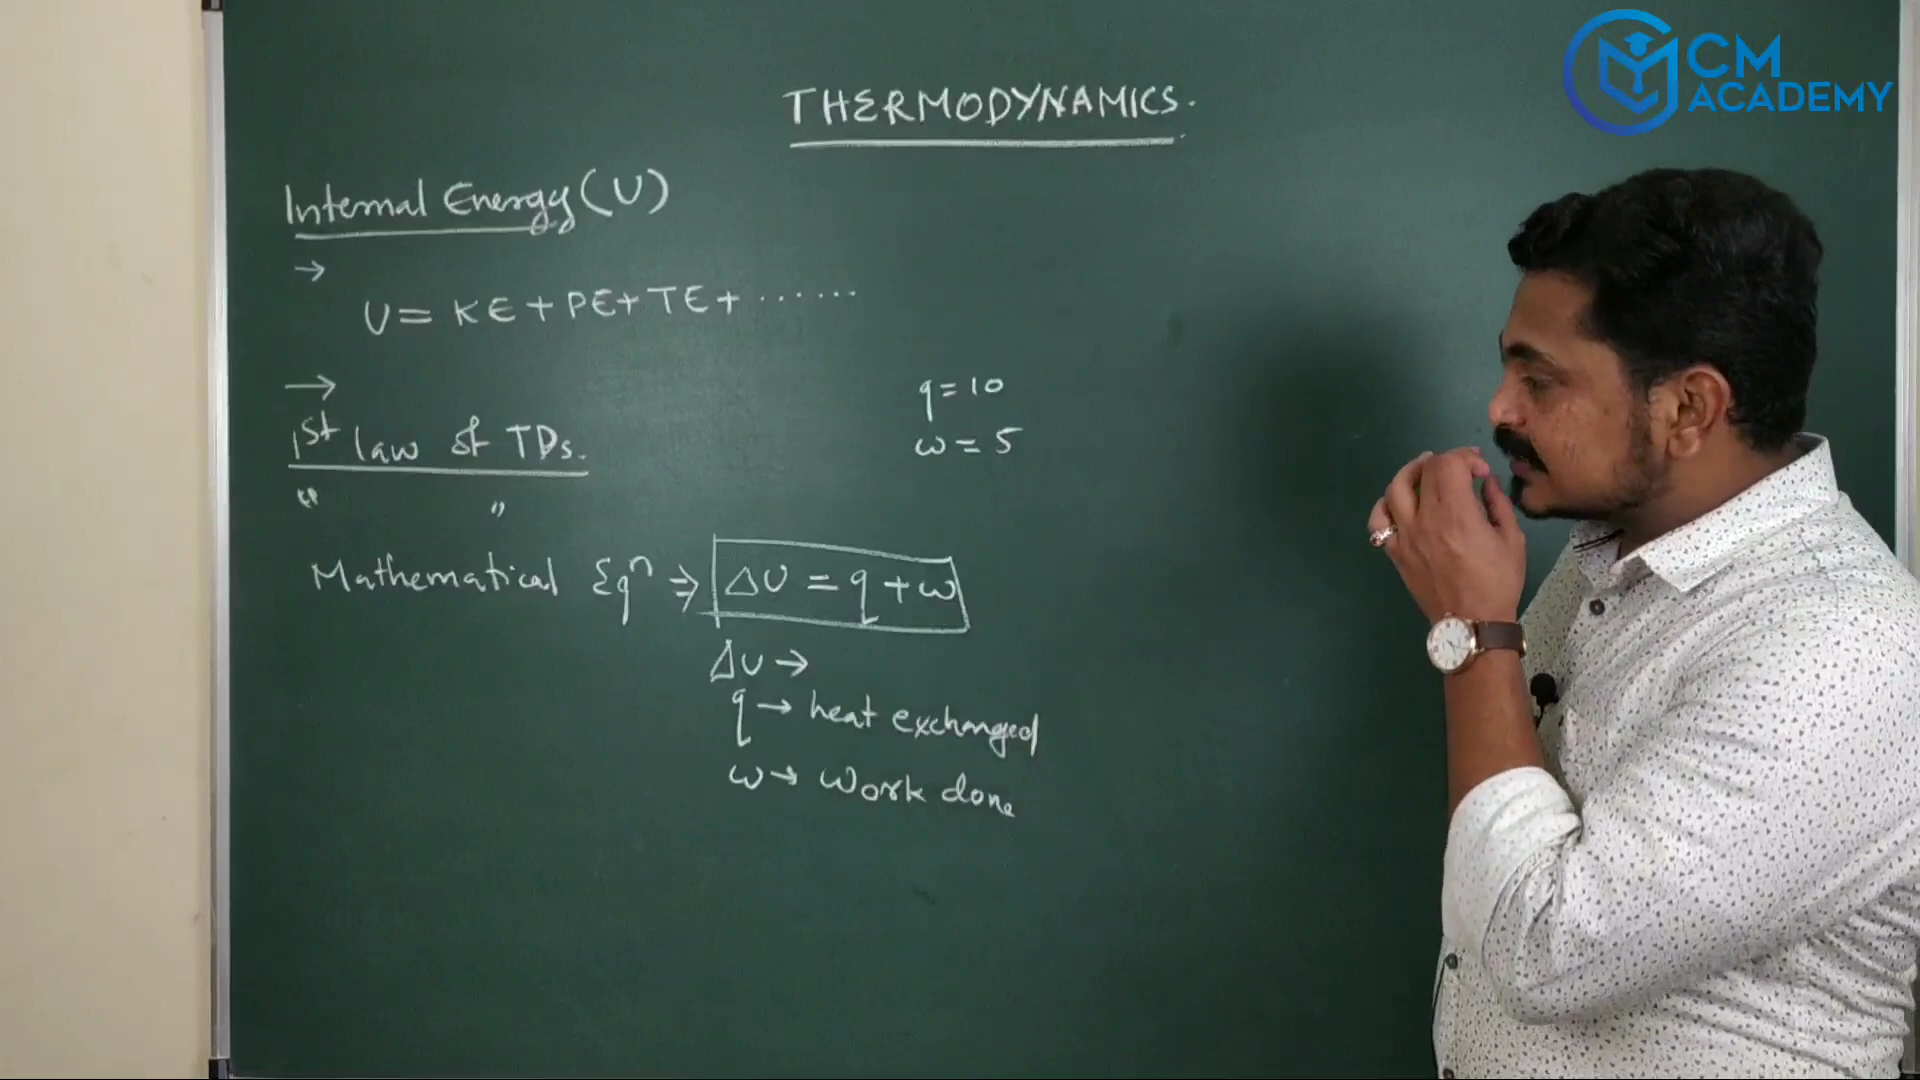 CM
ACADEMY
THERMODYNAMICS.
Internal Energy (U)
→
U = KE + PE + TE + ......
→
q = 10
w = 5
1st law of TDs.
" "
Mathematical Eqn ⇒ ΔU = q + w
ΔU →
q → heat exchanged
w → work done